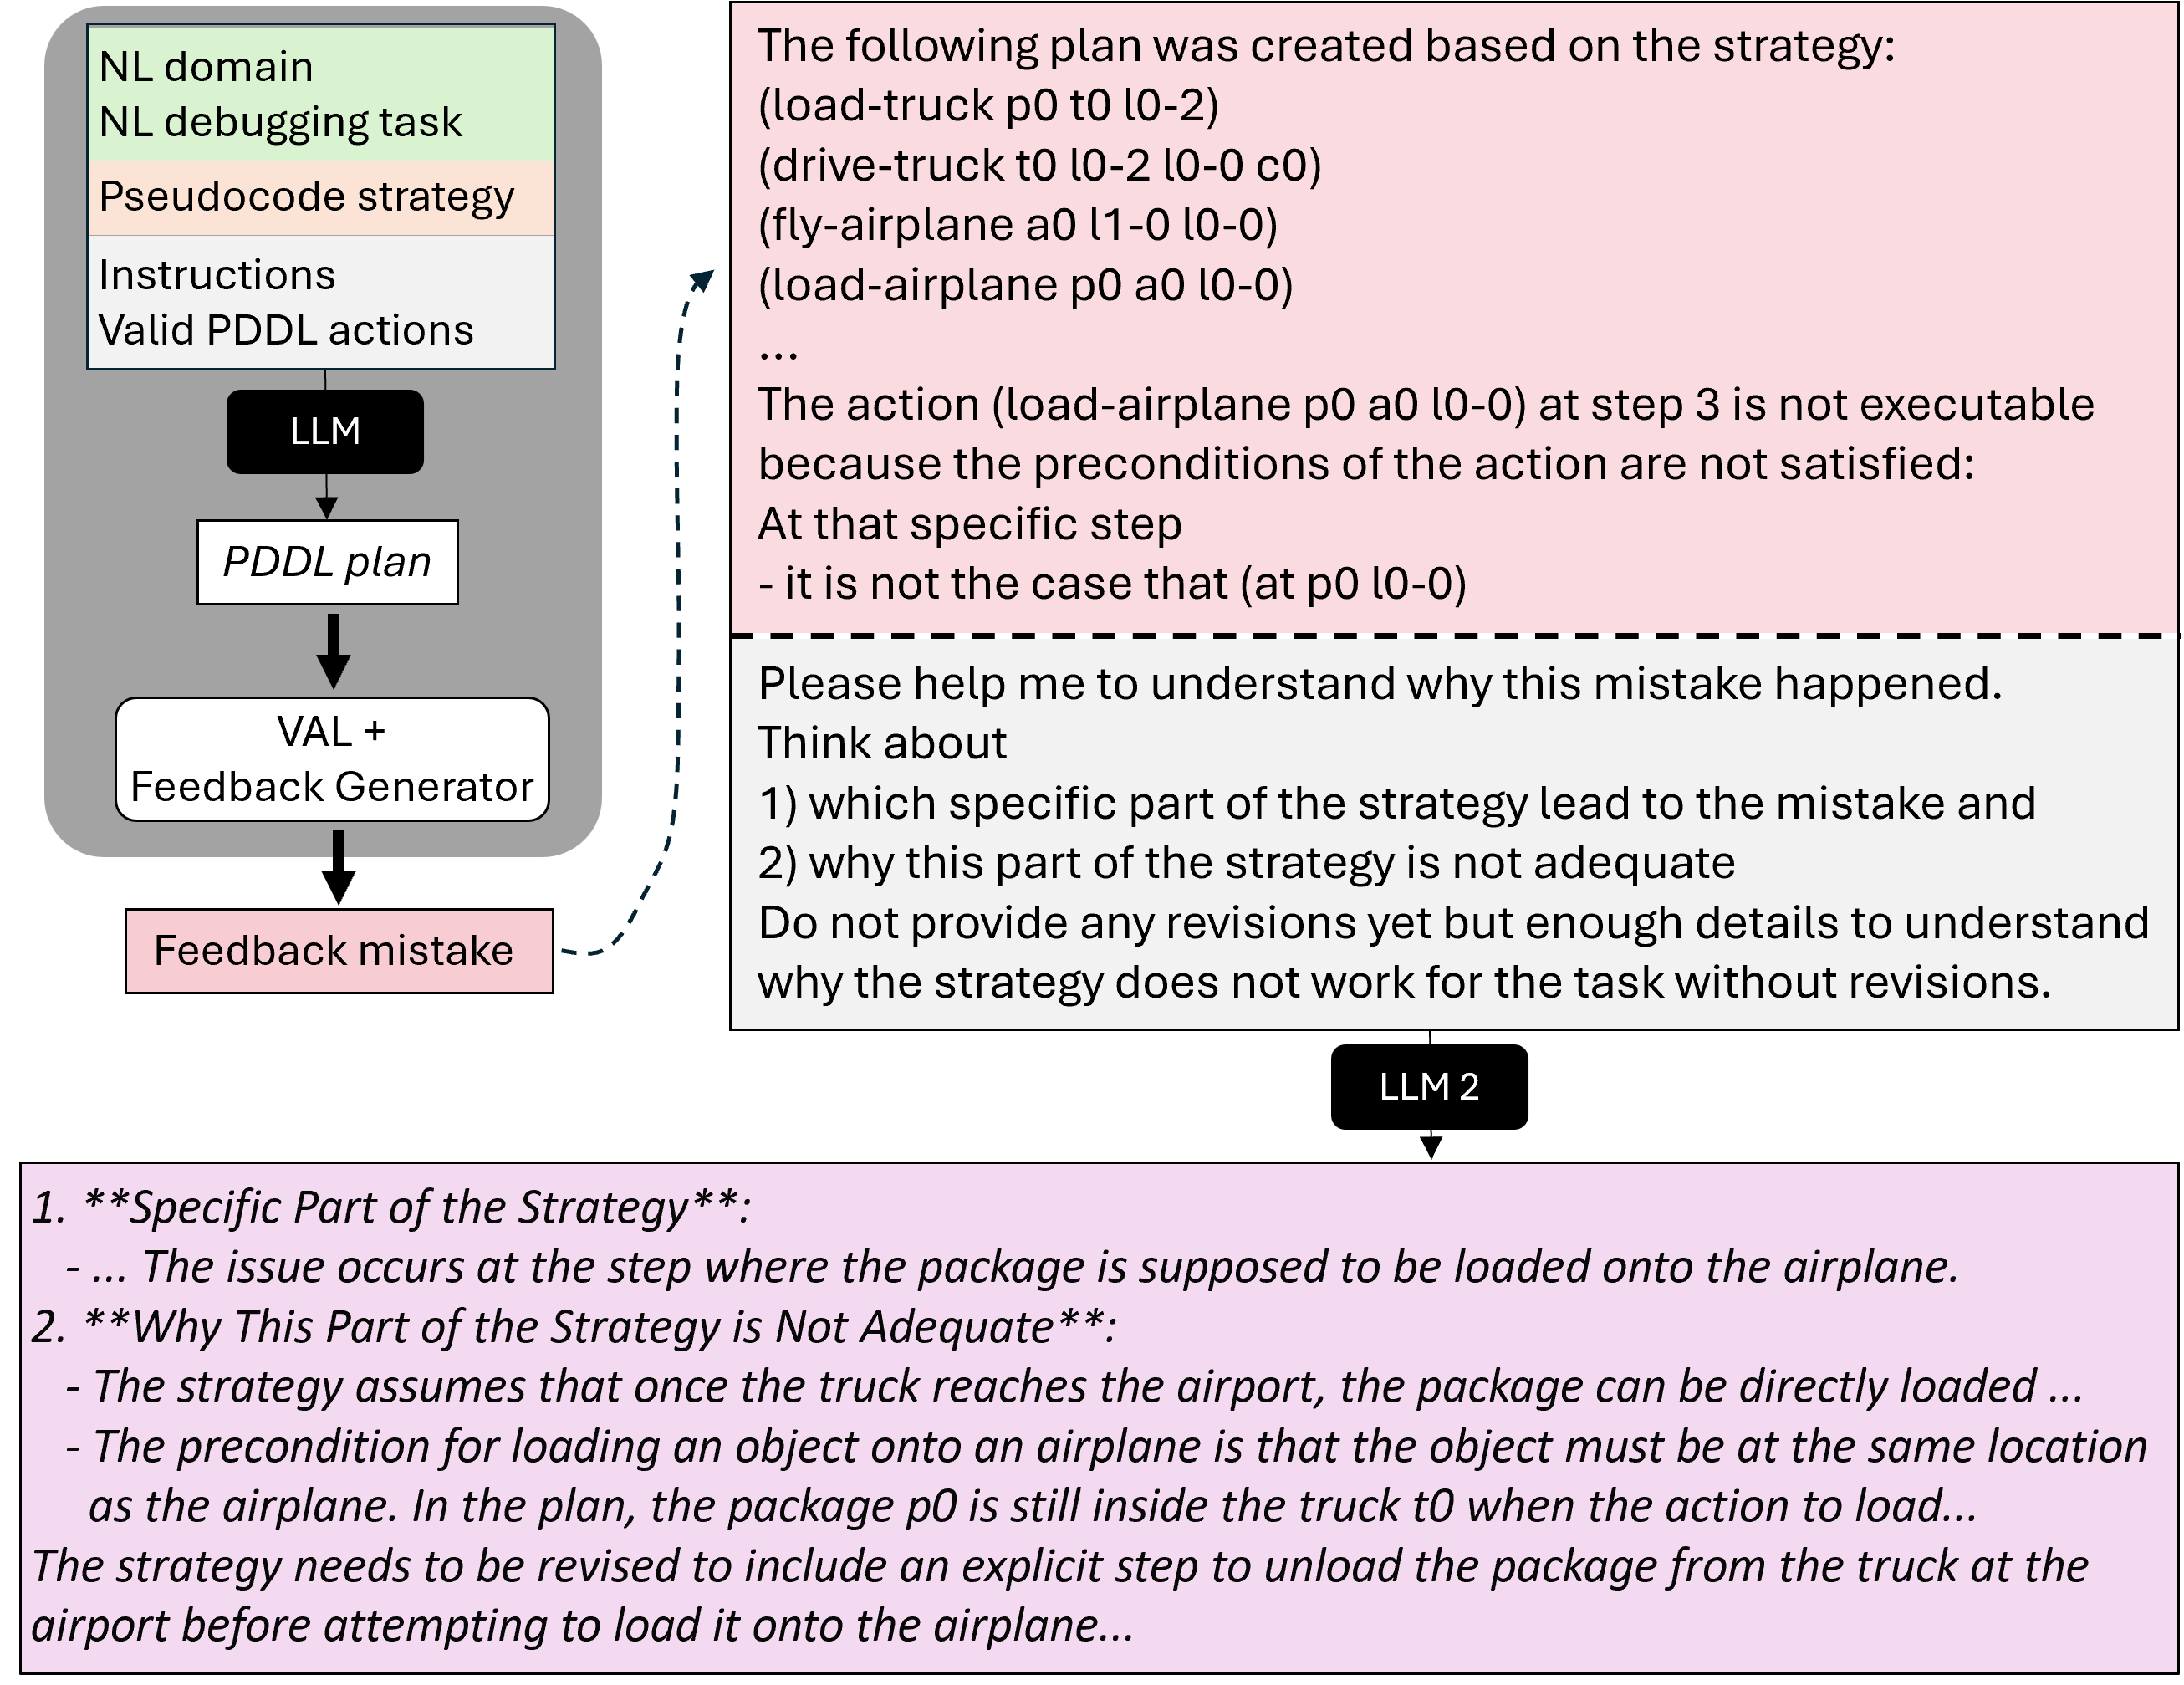 NL domain
NL debugging task
Pseudocode strategy
Instructions
Valid PDDL actions
LLM
PDDL plan
VAL +
Feedback Generator
Feedback mistake
The following plan was created based on the strategy:
(load-truck p0 t0 l0-2)
(drive-truck t0 l0-2 l0-0 c0)
(fly-airplane a0 l1-0 l0-0)
(load-airplane p0 a0 l0-0)
...
The action (load-airplane p0 a0 l0-0) at step 3 is not executable
because the preconditions of the action are not satisfied:
At that specific step
- it is not the case that (at p0 l0-0)
Please help me to understand why this mistake happened.
Think about
1) which specific part of the strategy lead to the mistake and
2) why this part of the strategy is not adequate
Do not provide any revisions yet but enough details to understand
why the strategy does not work for the task without revisions.
LLM 2
1. **Specific Part of the Strategy**:
- ... The issue occurs at the step where the package is supposed to be loaded onto the airplane.
2. **Why This Part of the Strategy is Not Adequate**:
- The strategy assumes that once the truck reaches the airport, the package can be directly loaded ...
- The precondition for loading an object onto an airplane is that the object must be at the same location
as the airplane. In the plan, the package p0 is still inside the truck t0 when the action to load...
The strategy needs to be revised to include an explicit step to unload the package from the truck at the
airport before attempting to load it onto the airplane...